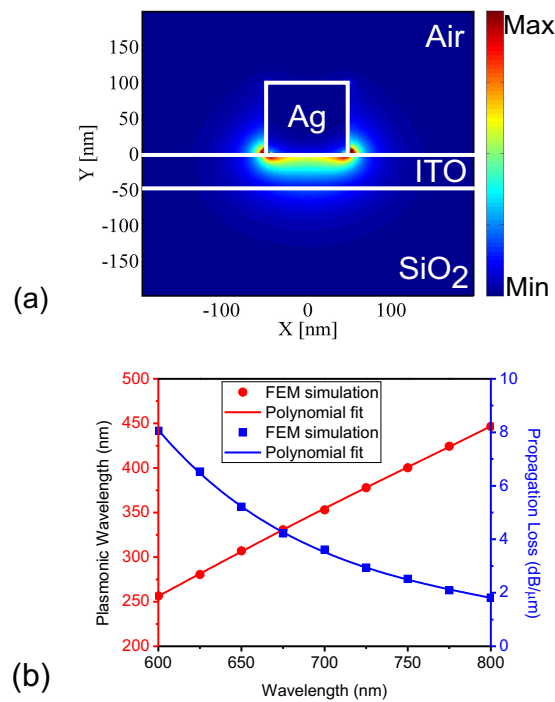 Air
Max
Ag
ITO
SiO2
Min
Y [nm]
150
100
50
0
-50
-100
-150
-100
0
100
X [nm]
(a)
FEM simulation
Polynomial fit
FEM simulation
Polynomial fit
Plasmonic Wavelength (nm)
500
450
400
350
300
250
200
Propagation Loss (dB/μm)
10
8
6
4
2
0
600
650
700
750
800
Wavelength (nm)
(b)